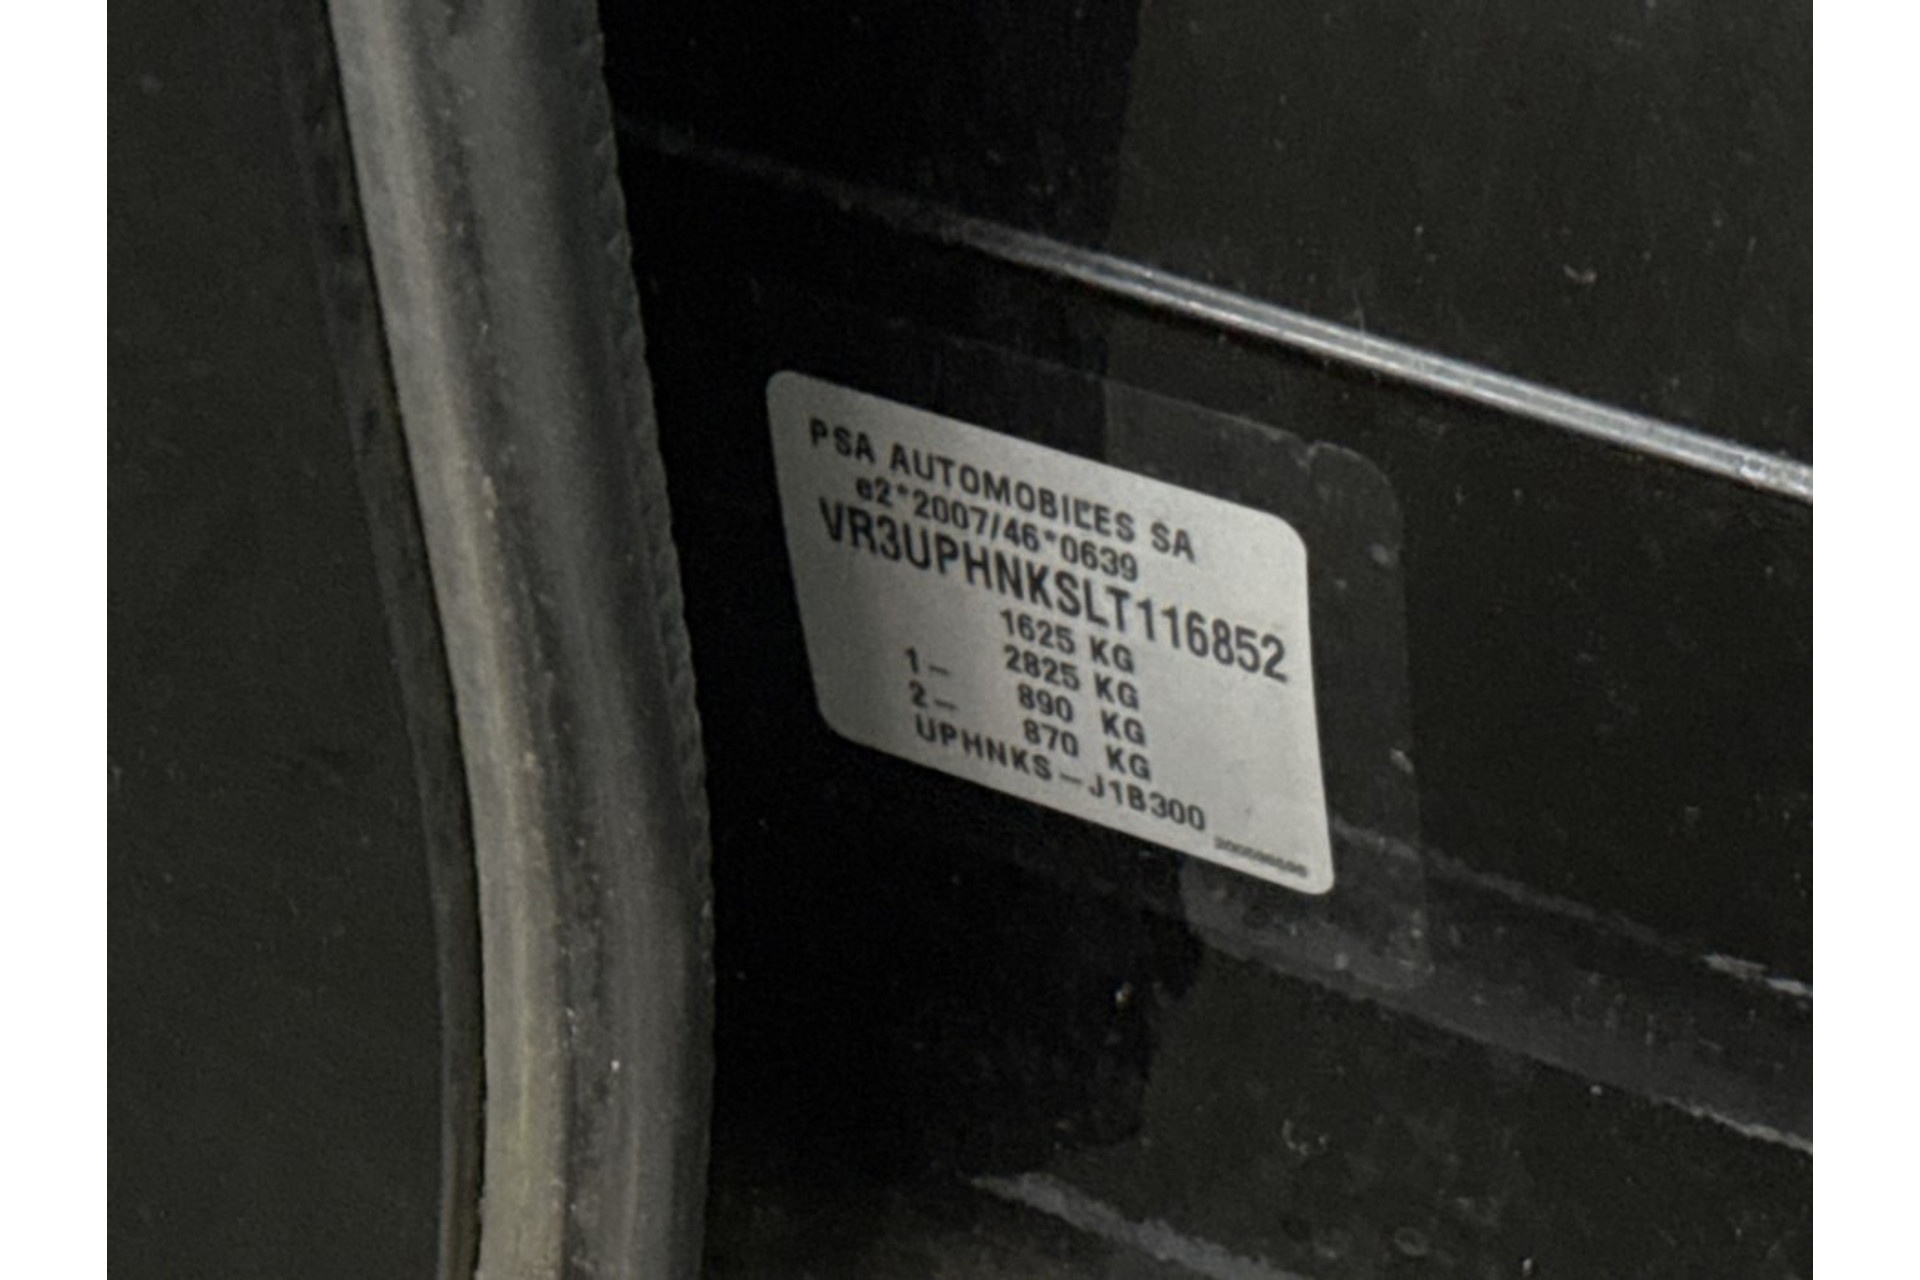 PSA AUTOMOBILES SA
e2*2007/46*0639
VR3UPHNKSLT116852
1625 KG
2825 KG
1- 890 KG
2- 870 KG
UPHNKS-J1B300